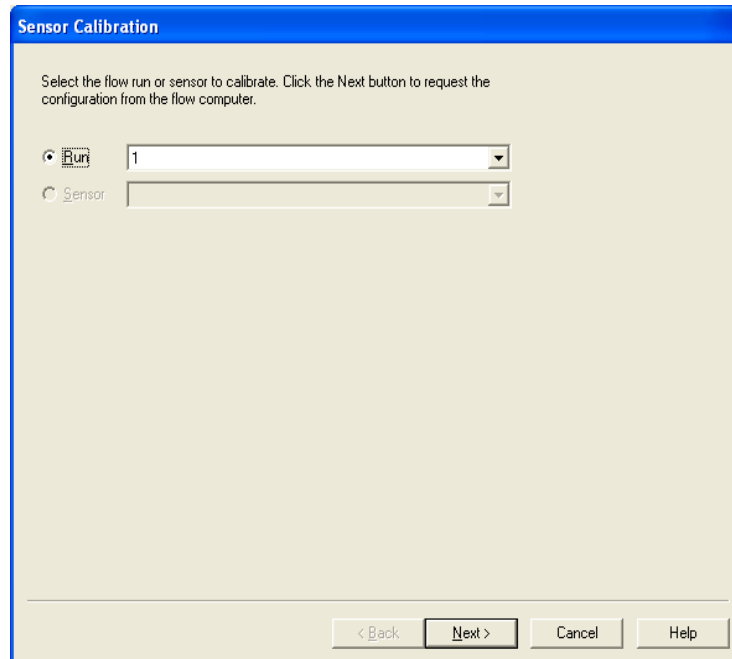 Sensor Calibration
Select the flow run or sensor to calibrate. Click the Next button to request the
configuration from the flow computer.
Run 1
Sensor
< Back Next > Cancel Help